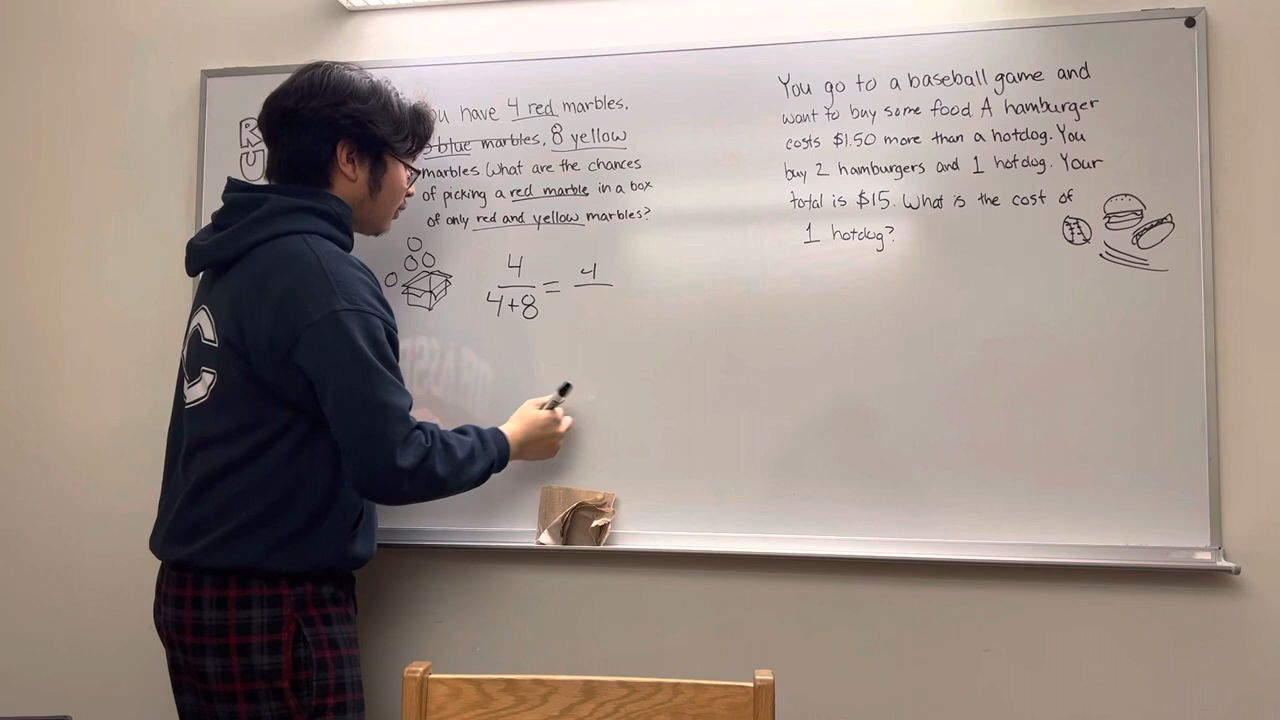 RU
C
have 4 red marbles,
blue marbles, 8 yellow
marbles. What are the chances
of picking a red marble in a box
of only red and yellow marbles?
4
4+8
=
4
You go to a baseball game and
want to buy some food. A hamburger
costs $1.50 more than a hotdog. You
buy 2 hamburgers and 1 hotdog. Your
total is $15. What is the cost of
1 hotdog?